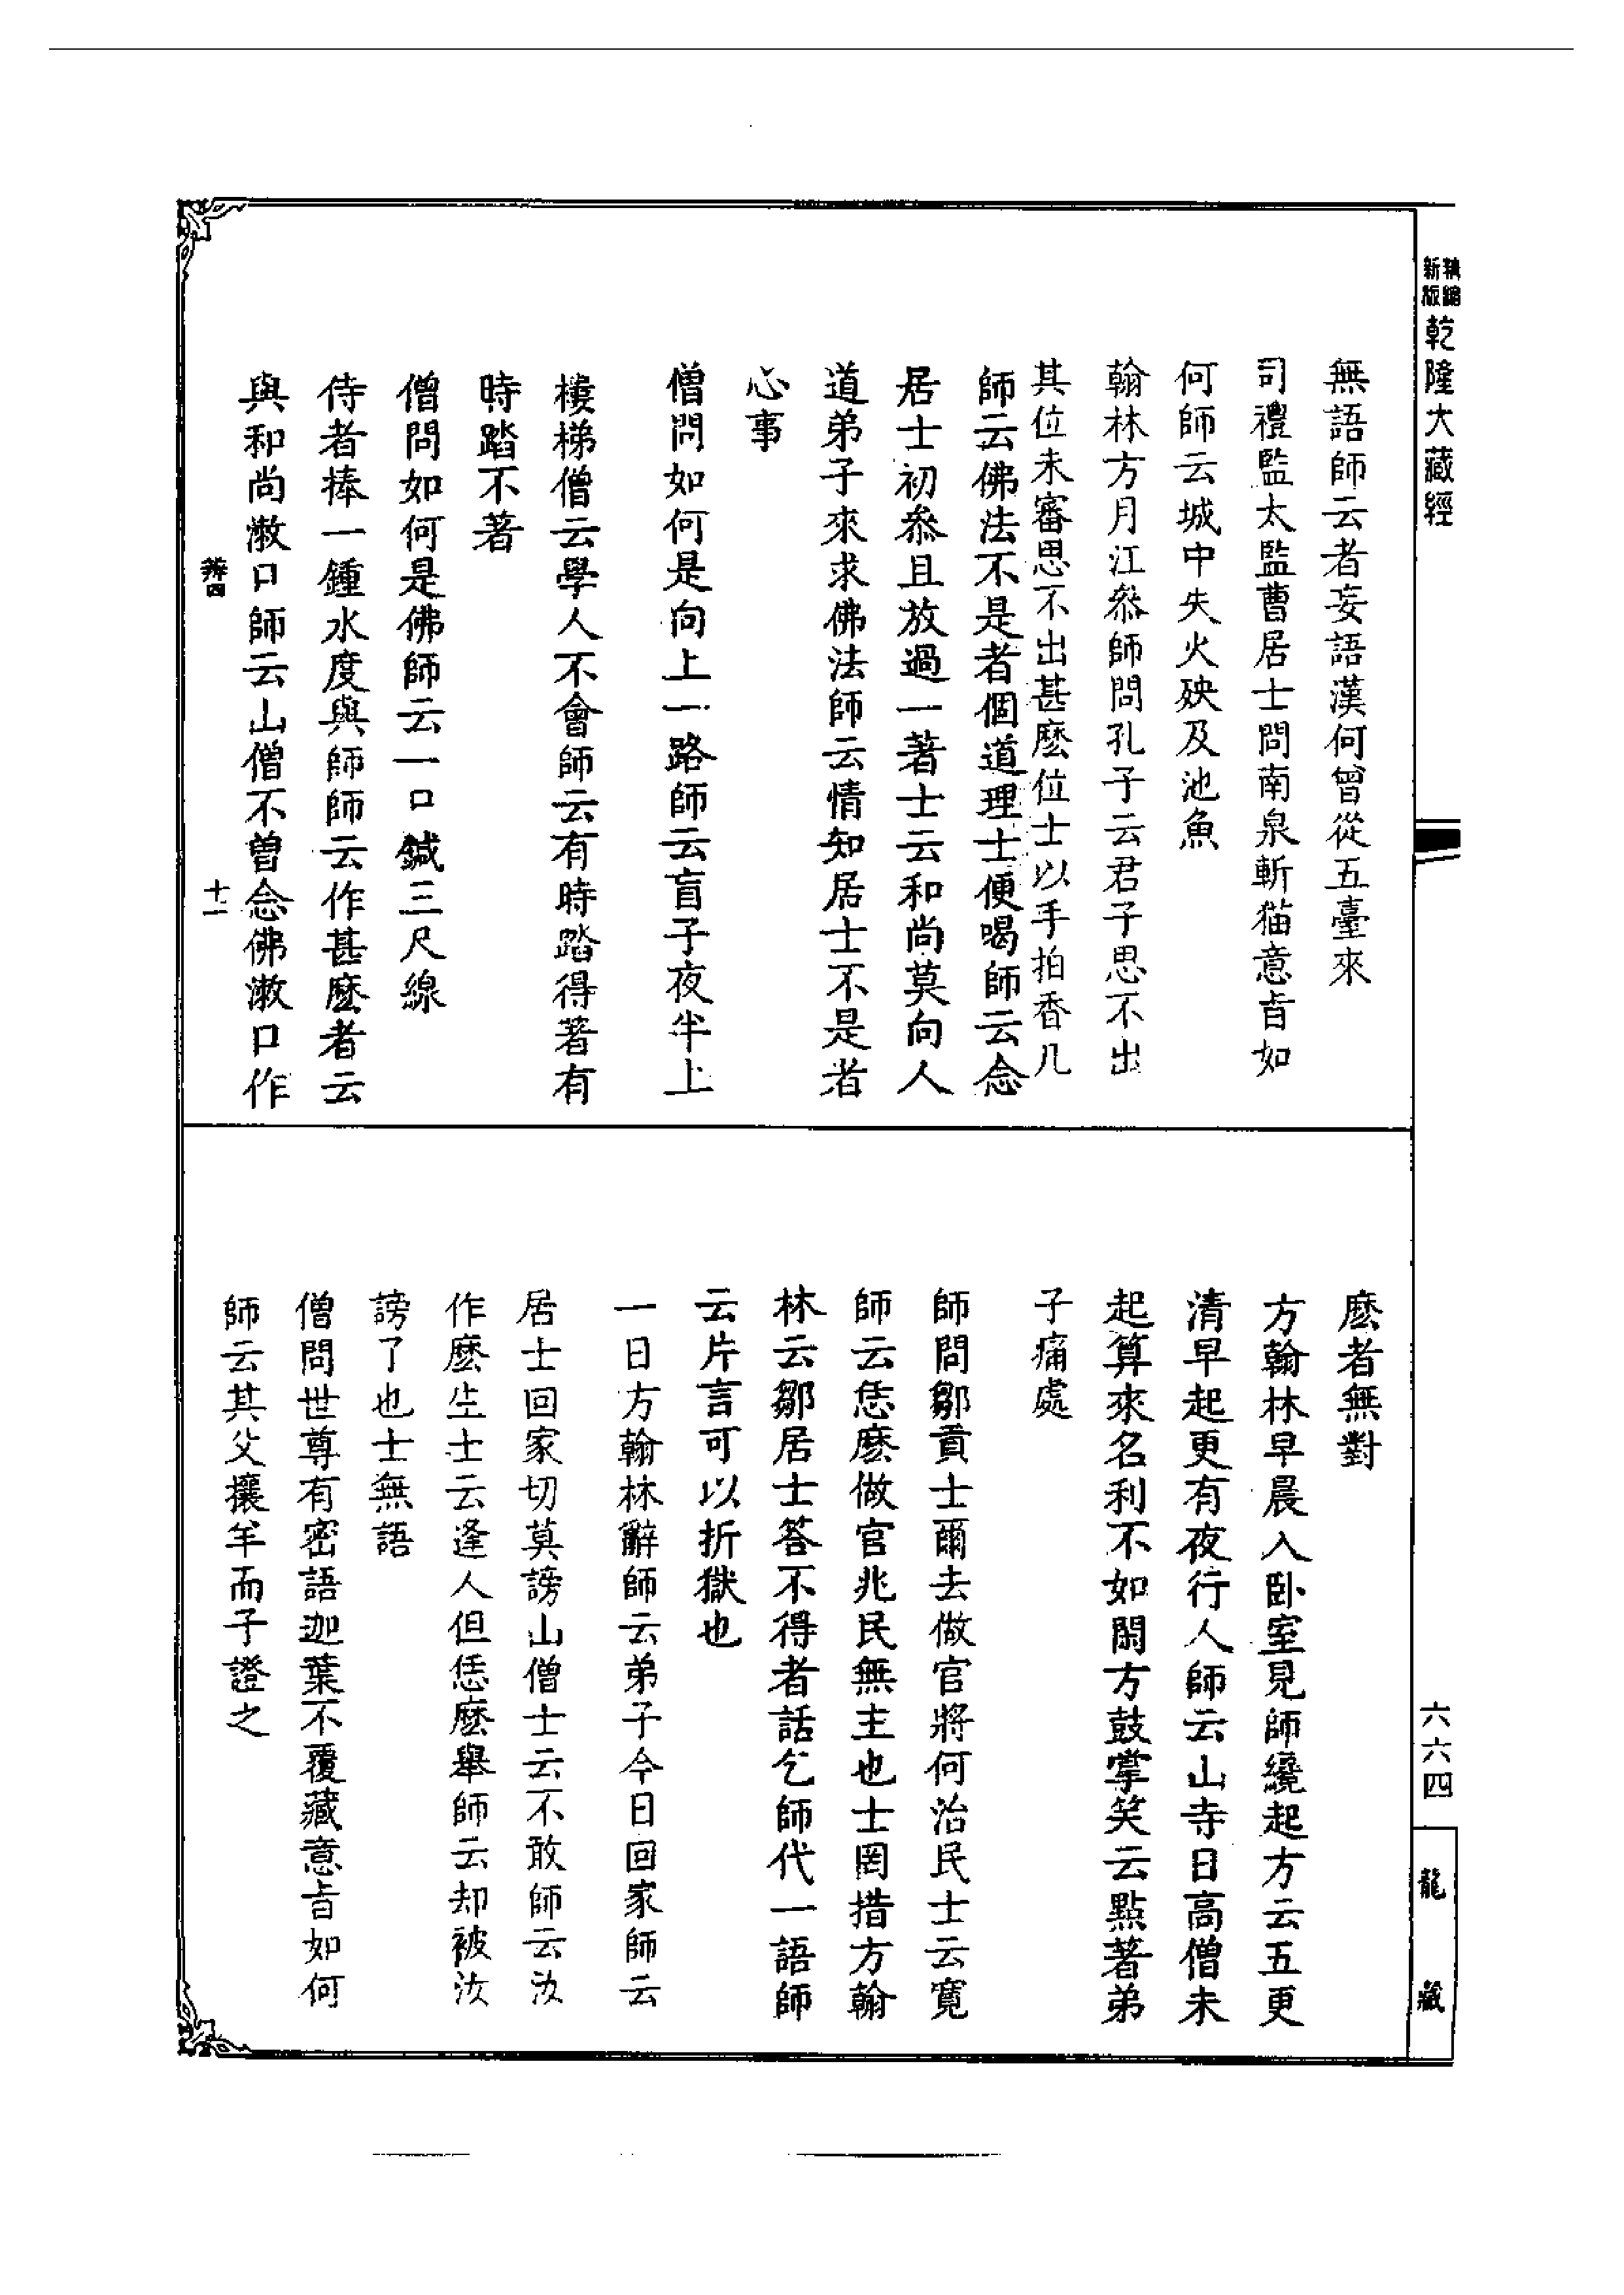 精縮
新版
乾隆大藏經
無語師云者妄語漢何曾從五臺來
司禮監太監曹居士問南泉斬猫意旨如
何師云城中失火殃及池魚
翰林方月江叅師問孔子云君子思不出
其位未審思不出甚麽位士以手拍香几
師云佛法不是者個道理士便喝師云念
居士初叅且放過一著士云和尚莫向人
道弟子來求佛法師云情知居士不是者
心事
僧問如何是向上一路師云盲子夜半上
樓梯僧云學人不會師云有時踏得著有
時踏不著
僧問如何是佛師云一口鍼三尺線
侍者捧一鍾水度與師師云作甚麽者云
與和尚漱口師云山僧不曾念佛漱口作
四
十一
麽者無對
方翰林早晨入卧室見師纔起方云五更
清早起更有夜行人師云山寺日高僧未
起算來名利不如閑方鼓掌笑云點著弟
子痛處
師問鄒貢士爾去做官將何治民士云寬
師云恁麽做官兆民無主也士罔措方翰
林云鄒居士答不得者話乞師代一語師
云片言可以折獄也
一日方翰林辭師云弟子今日回家師云
居士回家切莫謗山僧士云不敢師云汝
作麽生士云逢人但恁麽舉師云却被汝
謗了也士無語
僧問世尊有密語迦葉不覆藏意旨如何
師云其父攘羊而子證之
六六四
龍藏